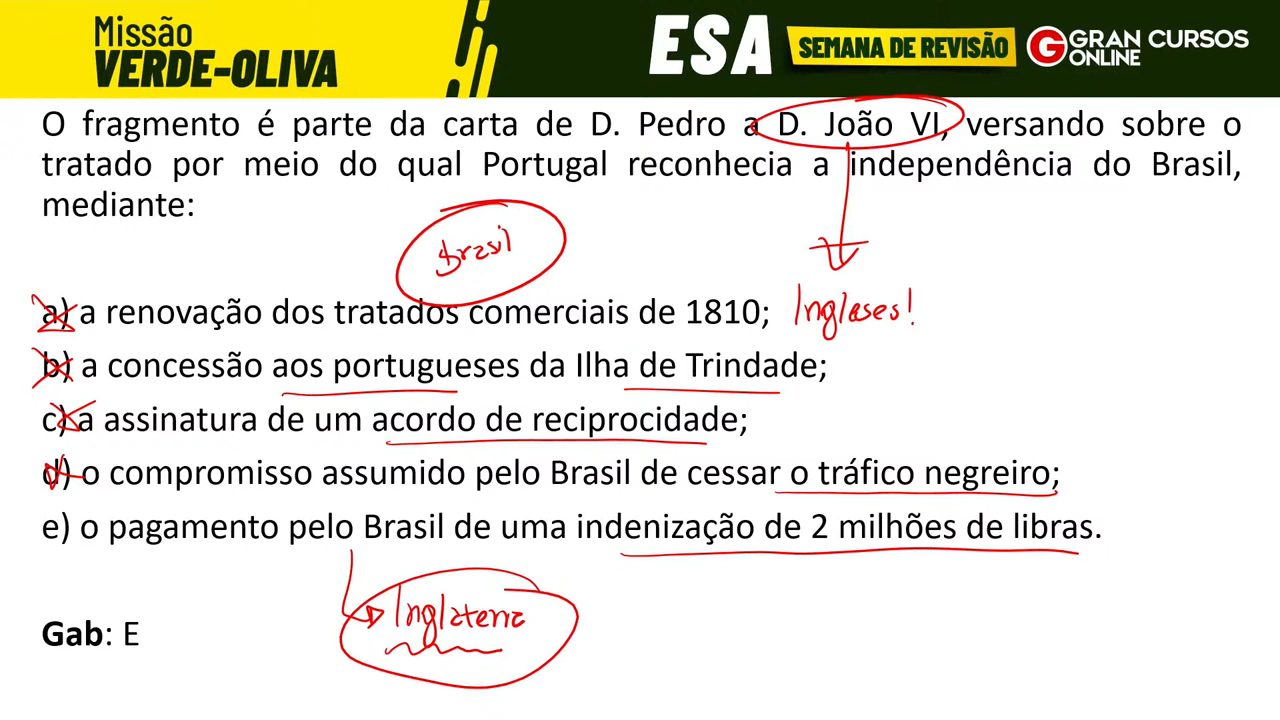 Missão
VERDE-OLIVA
ESA
SEMANA DE REVISÃO
GRAN CURSOS
ONLINE
O fragmento é parte da carta de D. Pedro a D. João VI, versando sobre o
tratado por meio do qual Portugal reconhecia a independência do Brasil,
mediante:
Brasil
a) a renovação dos tratados comerciais de 1810; Ingleses!
b) a concessão aos portugueses da Ilha de Trindade;
c) a assinatura de um acordo de reciprocidade;
d) o compromisso assumido pelo Brasil de cessar o tráfico negreiro;
e) o pagamento pelo Brasil de uma indenização de 2 milhões de libras.
Inglaterra
Gab: E